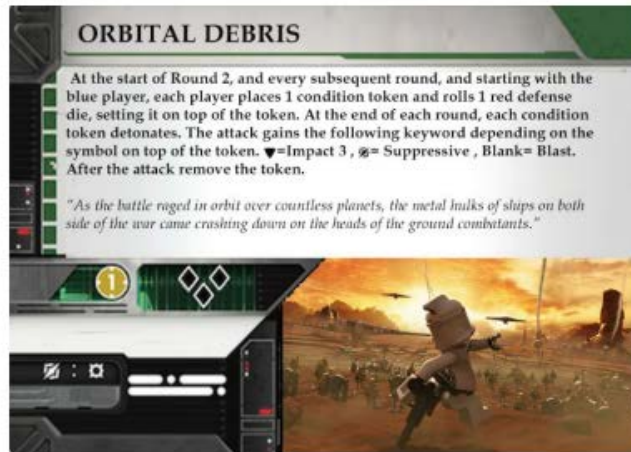 ORBITAL DEBRIS
At the start of Round 2, and every subsequent round, and starting with the
blue player, each player places 1 condition token and rolls 1 red defense
die, setting it on top of the token. At the end of each round, each condition
token detonates. The attack gains the following keyword depending on the
symbol on top of the token. =Impact 3 , = Suppressive , Blank= Blast.
After the attack remove the token.
"As the battle raged in orbit over countless planets, the metal hulks of ships on both
side of the war came crashing down on the heads of the ground combatants."
1
: